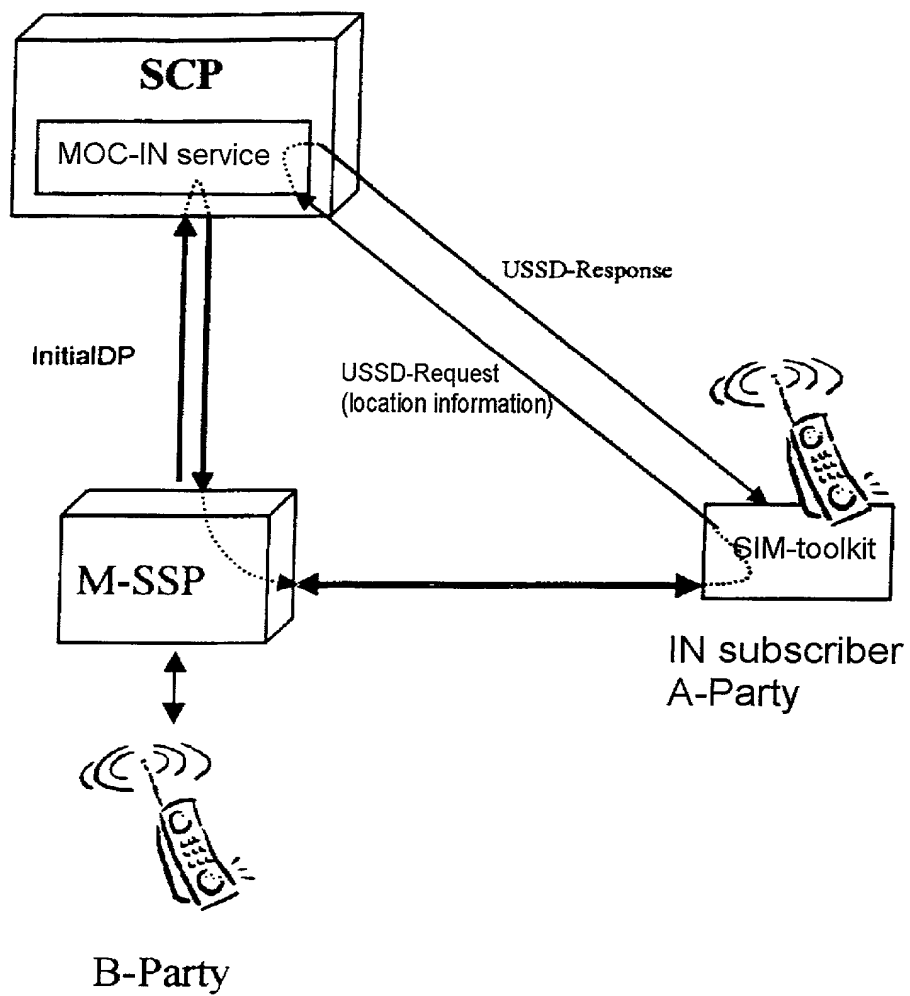 SCP
MOC-IN service
USSD-Response
InitialDP
USSD-Request
(location information)
SIM-toolkit
M-SSP
IN subscriber
A-Party
B-Party